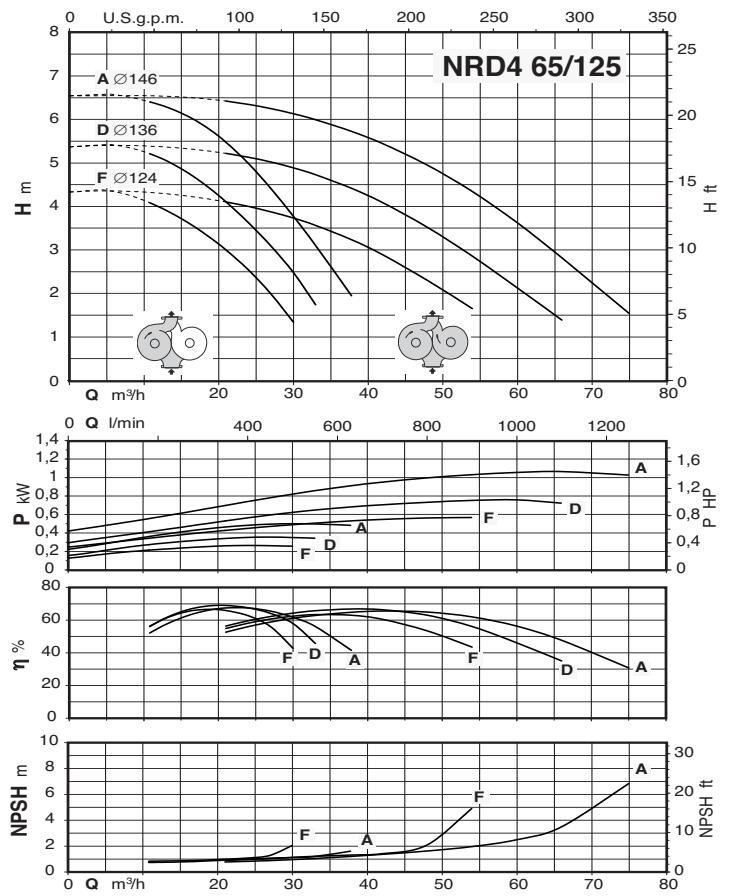 0 U.S.g.p.m. 100 150 200 250 300 350
NRD4 65/125
8
7
6
5
4
3
2
1
0
H m
25
20
15
10
5
0
H ft
A ∅146
D ∅136
F ∅124
Q m³/h 20 30 40 50 60 70 80
0 Q l/min 400 600 800 1000 1200
1,4
1,2
1
0,8
0,6
0,4
0,2
0
P kW
1,6
1,2
0,8
0,4
0
P HP
A
D
F
A
D
F
80
60
40
20
0
η %
F D A F D A
10
8
6
4
2
0
NPSH m
30
20
10
0
NPSH ft
A
F
F A
0 Q m³/h 20 30 40 50 60 70 80